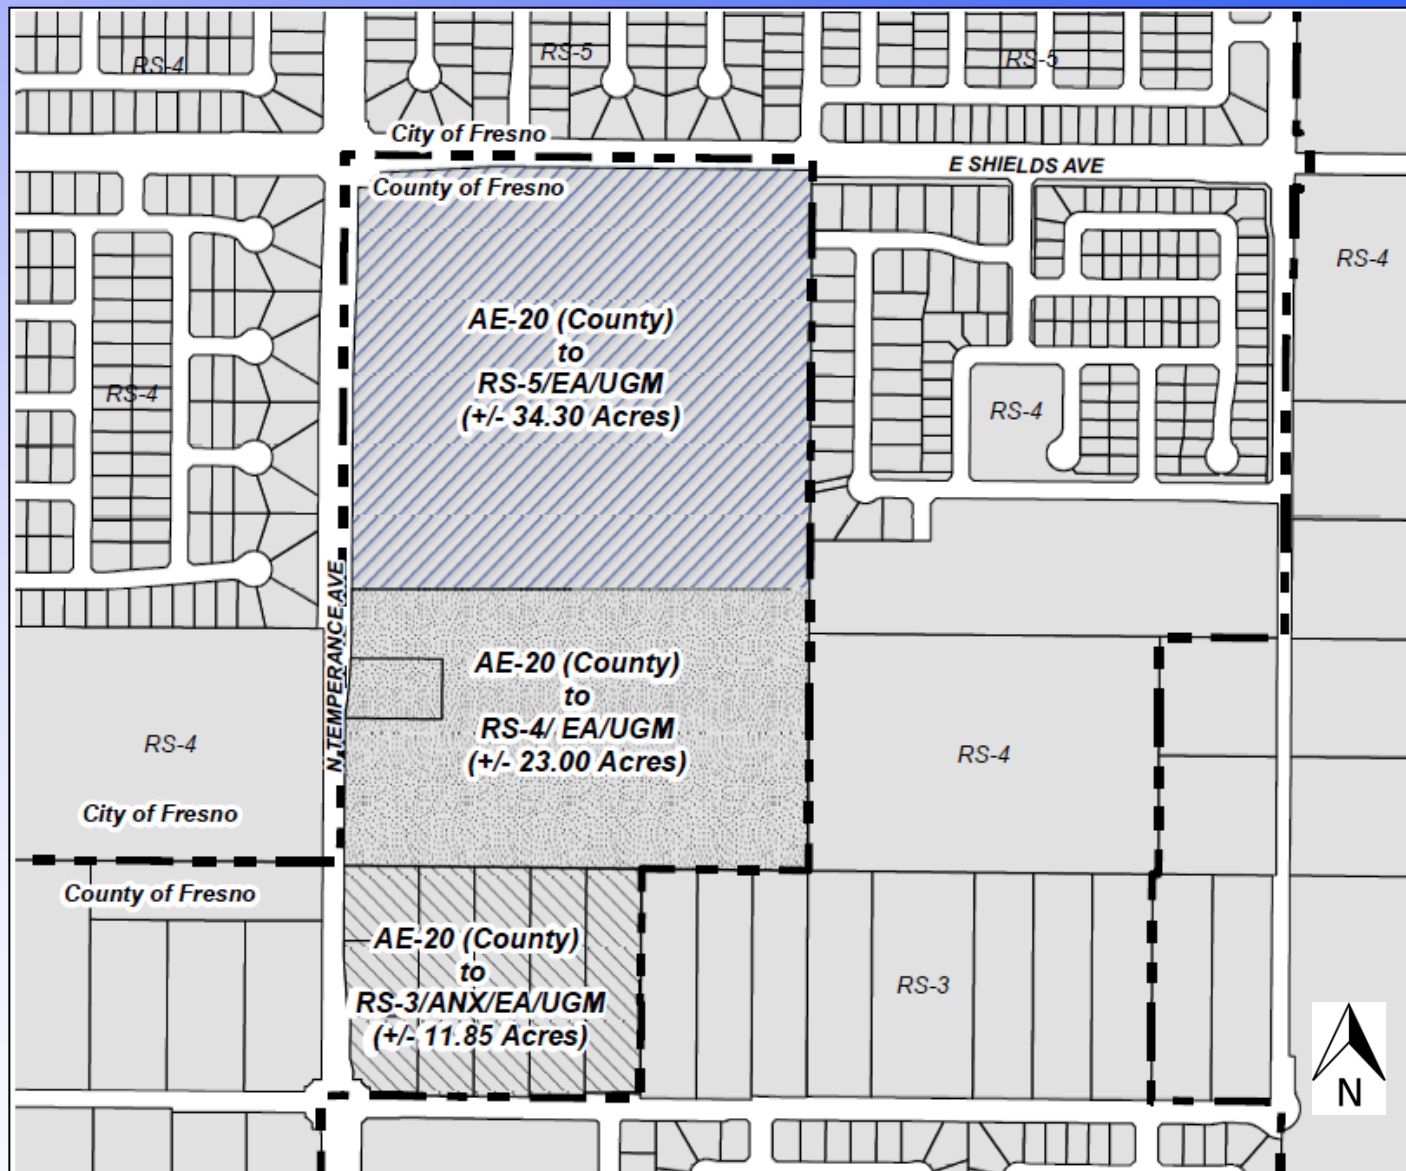 RS-4
RS-5
RS-5
City of Fresno
E SHIELDS AVE
County of Fresno
RS-4
AE-20 (County)
to
RS-5/EA/UGM
(+/- 34.30 Acres)
RS-4
RS-4
N TEMPERANCE AVE
AE-20 (County)
to
RS-4/ EA/UGM
(+/- 23.00 Acres)
RS-4
RS-4
City of Fresno
County of Fresno
AE-20 (County)
to
RS-3/ANX/EA/UGM
(+/- 11.85 Acres)
RS-3
N